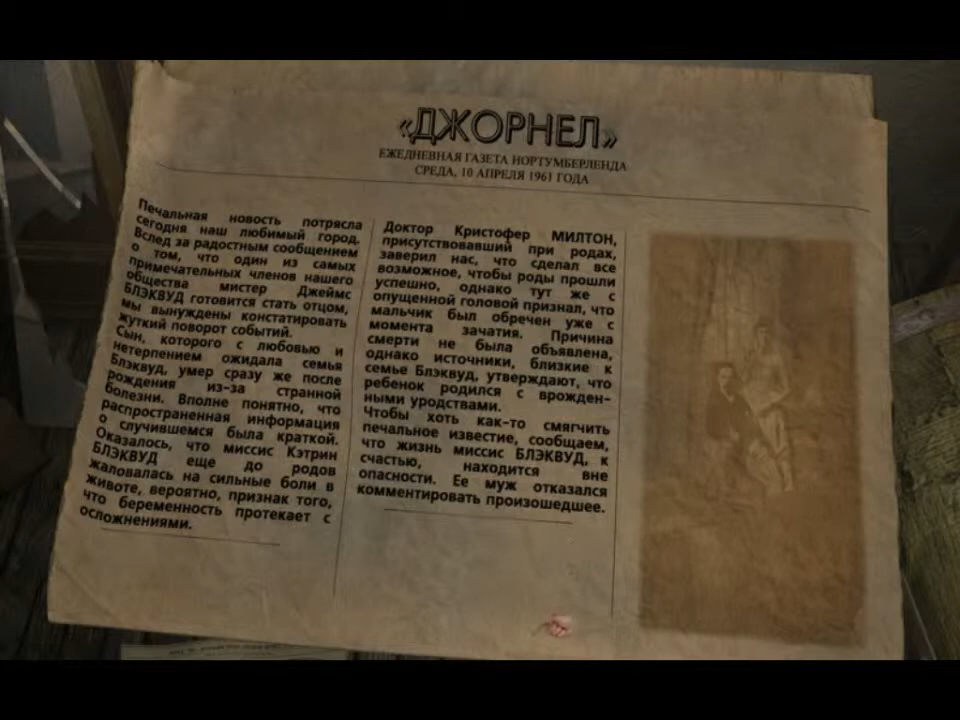 «ДЖОРНЕЛ»
ЕЖЕДНЕВНАЯ ГАЗЕТА НОРТУМБЕРЛЕНДА
СРЕДА, 10 АПРЕЛЯ 1961 ГОДА
Печальная новость потрясла
сегодня наш любимый город.
Вслед за радостным сообщением
о том, что один из самых
примечательных членов нашего
общества мистер Джеймс
БЛЭКВУД готовится стать отцом,
мы вынуждены констатировать
жуткий поворот событий.
Сын, которого с любовью и
нетерпением ожидала семья
Блэквуд, умер сразу же после
рождения из-за странной
болезни. Вполне понятно, что
распространенная информация
о случившемся была краткой.
Оказалось, что миссис Кэтрин
БЛЭКВУД еще до родов
жаловалась на сильные боли в
животе, вероятно, признак того,
что беременность протекает с
осложнениями.
Доктор Кристофер МИЛТОН,
присутствовавший при родах,
заверил нас, что сделал все
возможное, чтобы роды прошли
успешно, однако тут же с
опущенной головой признал, что
мальчик был обречен уже с
момента зачатия. Причина
смерти не была объявлена,
однако источники, близкие к
семье Блэквуд, утверждают, что
ребенок родился с врожден-
ными уродствами.
Чтобы хоть как-то смягчить
печальное известие, сообщаем,
что жизнь миссис БЛЭКВУД, к
счастью, находится вне
опасности. Ее муж отказался
комментировать произошедшее.